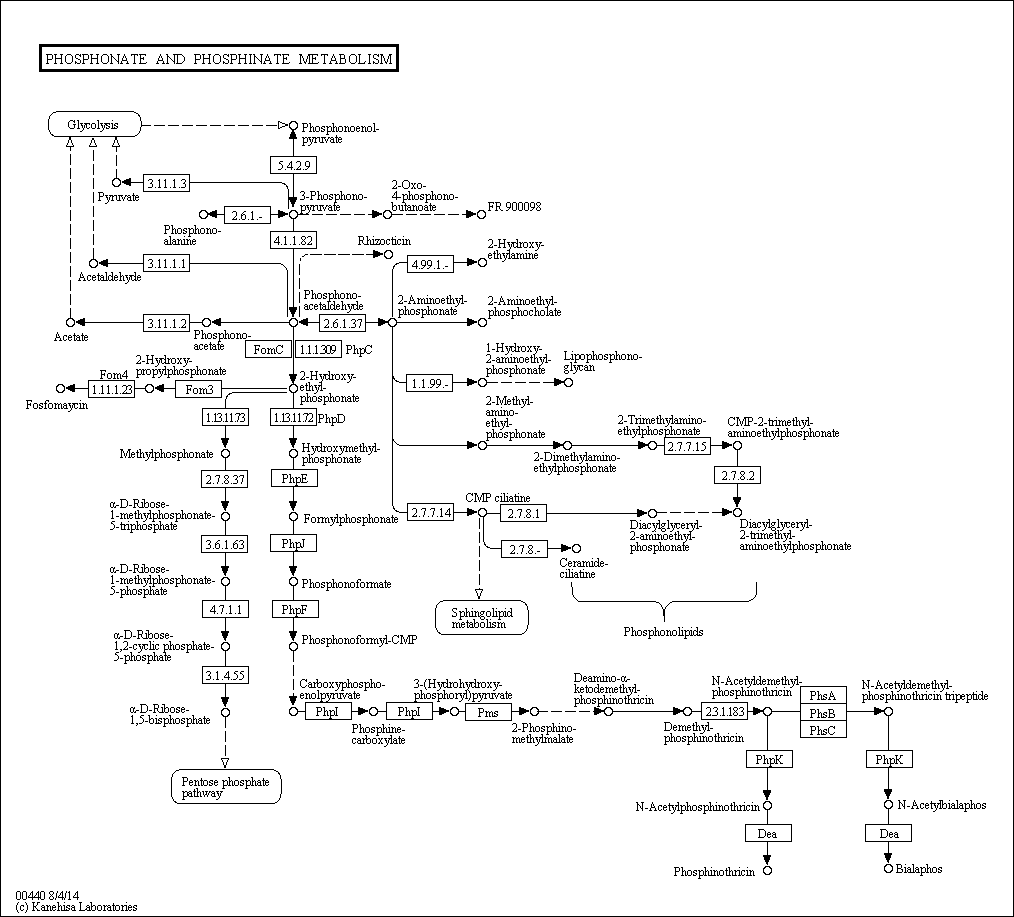 PHOSPHONATE AND PHOSPHINATE METABOLISM
Glycolysis
Phosphonoenol-
pyruvate
5.4.2.9
3.11.1.3
Pyruvate
3-Phosphono-
pyruvate
2-Oxo-
4-phosphono-
butanoate
FR 900098
2.6.1.-
Phosphono-
alanine
4.1.1.82
Rhizocticin
2-Hydroxy-
ethylamine
4.99.1.-
3.11.1.1
Acetaldehyde
Phosphono-
acetaldehyde
2-Aminoethyl-
phosphonate
2-Aminoethyl-
phosphocholate
3.11.1.2
2.6.1.37
Acetate
Phosphono-
acetate
FomC
1.1.1.309
PhpC
1-Hydroxy-
2-aminoethyl-
phosphonate
Lipophosphono-
glycan
2-Hydroxy-
propylphosphonate
Fom4
1.11.1.23
Fom3
2-Hydroxy-
ethyl-
phosphonate
1.1.99.-
Fosfomaycin
1.13.11.73
1.13.11.72
PhpD
2-Methyl-
amino-
ethyl-
phosphonate
2-Trimethylamino-
ethylphosphonate
CMP-2-trimethyl-
aminoethylphosphonate
2.7.7.15
Methylphosphonate
Hydroxymethyl-
phosphonate
2-Dimethylamino-
ethylphosphonate
2.7.8.37
PhpE
2.7.8.2
α-D-Ribose-
1-methylphosphonate-
5-triphosphate
Formylphosphonate
2.7.7.14
CMP ciliatine
2.7.8.1
Diacylglyceryl-
2-aminoethyl-
phosphonate
Diacylglyceryl-
2-trimethyl-
aminoethylphosphonate
3.6.1.63
PhpJ
2.7.8.-
Ceramide-
ciliatine
α-D-Ribose-
1-methylphosphonate-
5-phosphate
Phosphonoformate
4.7.1.1
PhpF
Sphingolipid
metabolism
Phosphonolipids
α-D-Ribose-
1,2-cyclic phosphate-
5-phosphate
Phosphonoformyl-CMP
3.1.4.55
α-D-Ribose-
1,5-bisphosphate
Carboxyphospho-
enolpyruvate
3-(Hydrohydroxy-
phosphoryl)pyruvate
Deamino-α-
ketodemethyl-
phosphinothricin
N-Acetyldemethyl-
phosphinothricin
N-Acetyldemethyl-
phosphinothricin tripeptide
PhpI
PhpI
Pms
2.3.1.183
PhsA
PhsB
PhsC
Phosphine-
carboxylate
2-Phosphino-
methylmalate
Demethyl-
phosphinothricin
Pentose phosphate
pathway
PhpK
PhpK
N-Acetylphosphinothricin
N-Acetylbialaphos
Dea
Dea
Phosphinothricin
Bialaphos
00440 8/4/14
(c) Kanehisa Laboratories